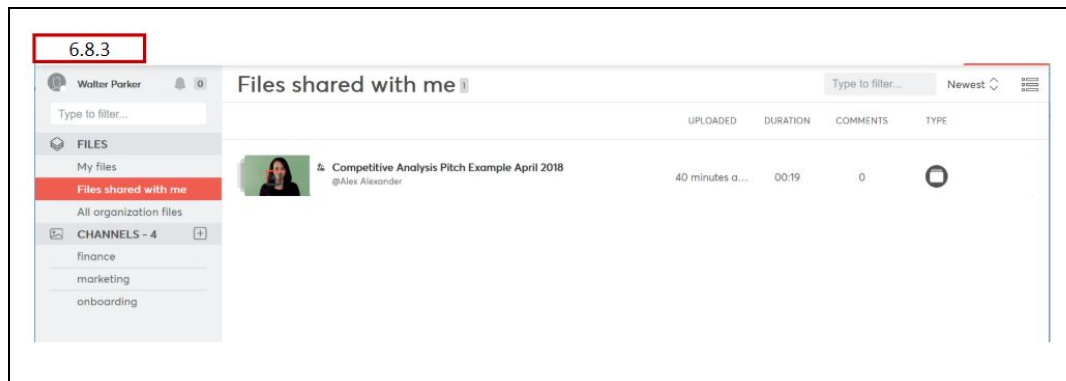 6.8.3
Walter Parker 0
Type to filter...
FILES
My files
Files shared with me
All organization files
CHANNELS - 4
finance
marketing
onboarding
Files shared with me 1
Type to filter... Newest
UPLOADED DURATION COMMENTS TYPE
Competitive Analysis Pitch Example April 2018
@Alex Alexander
40 minutes a... 00:19 0